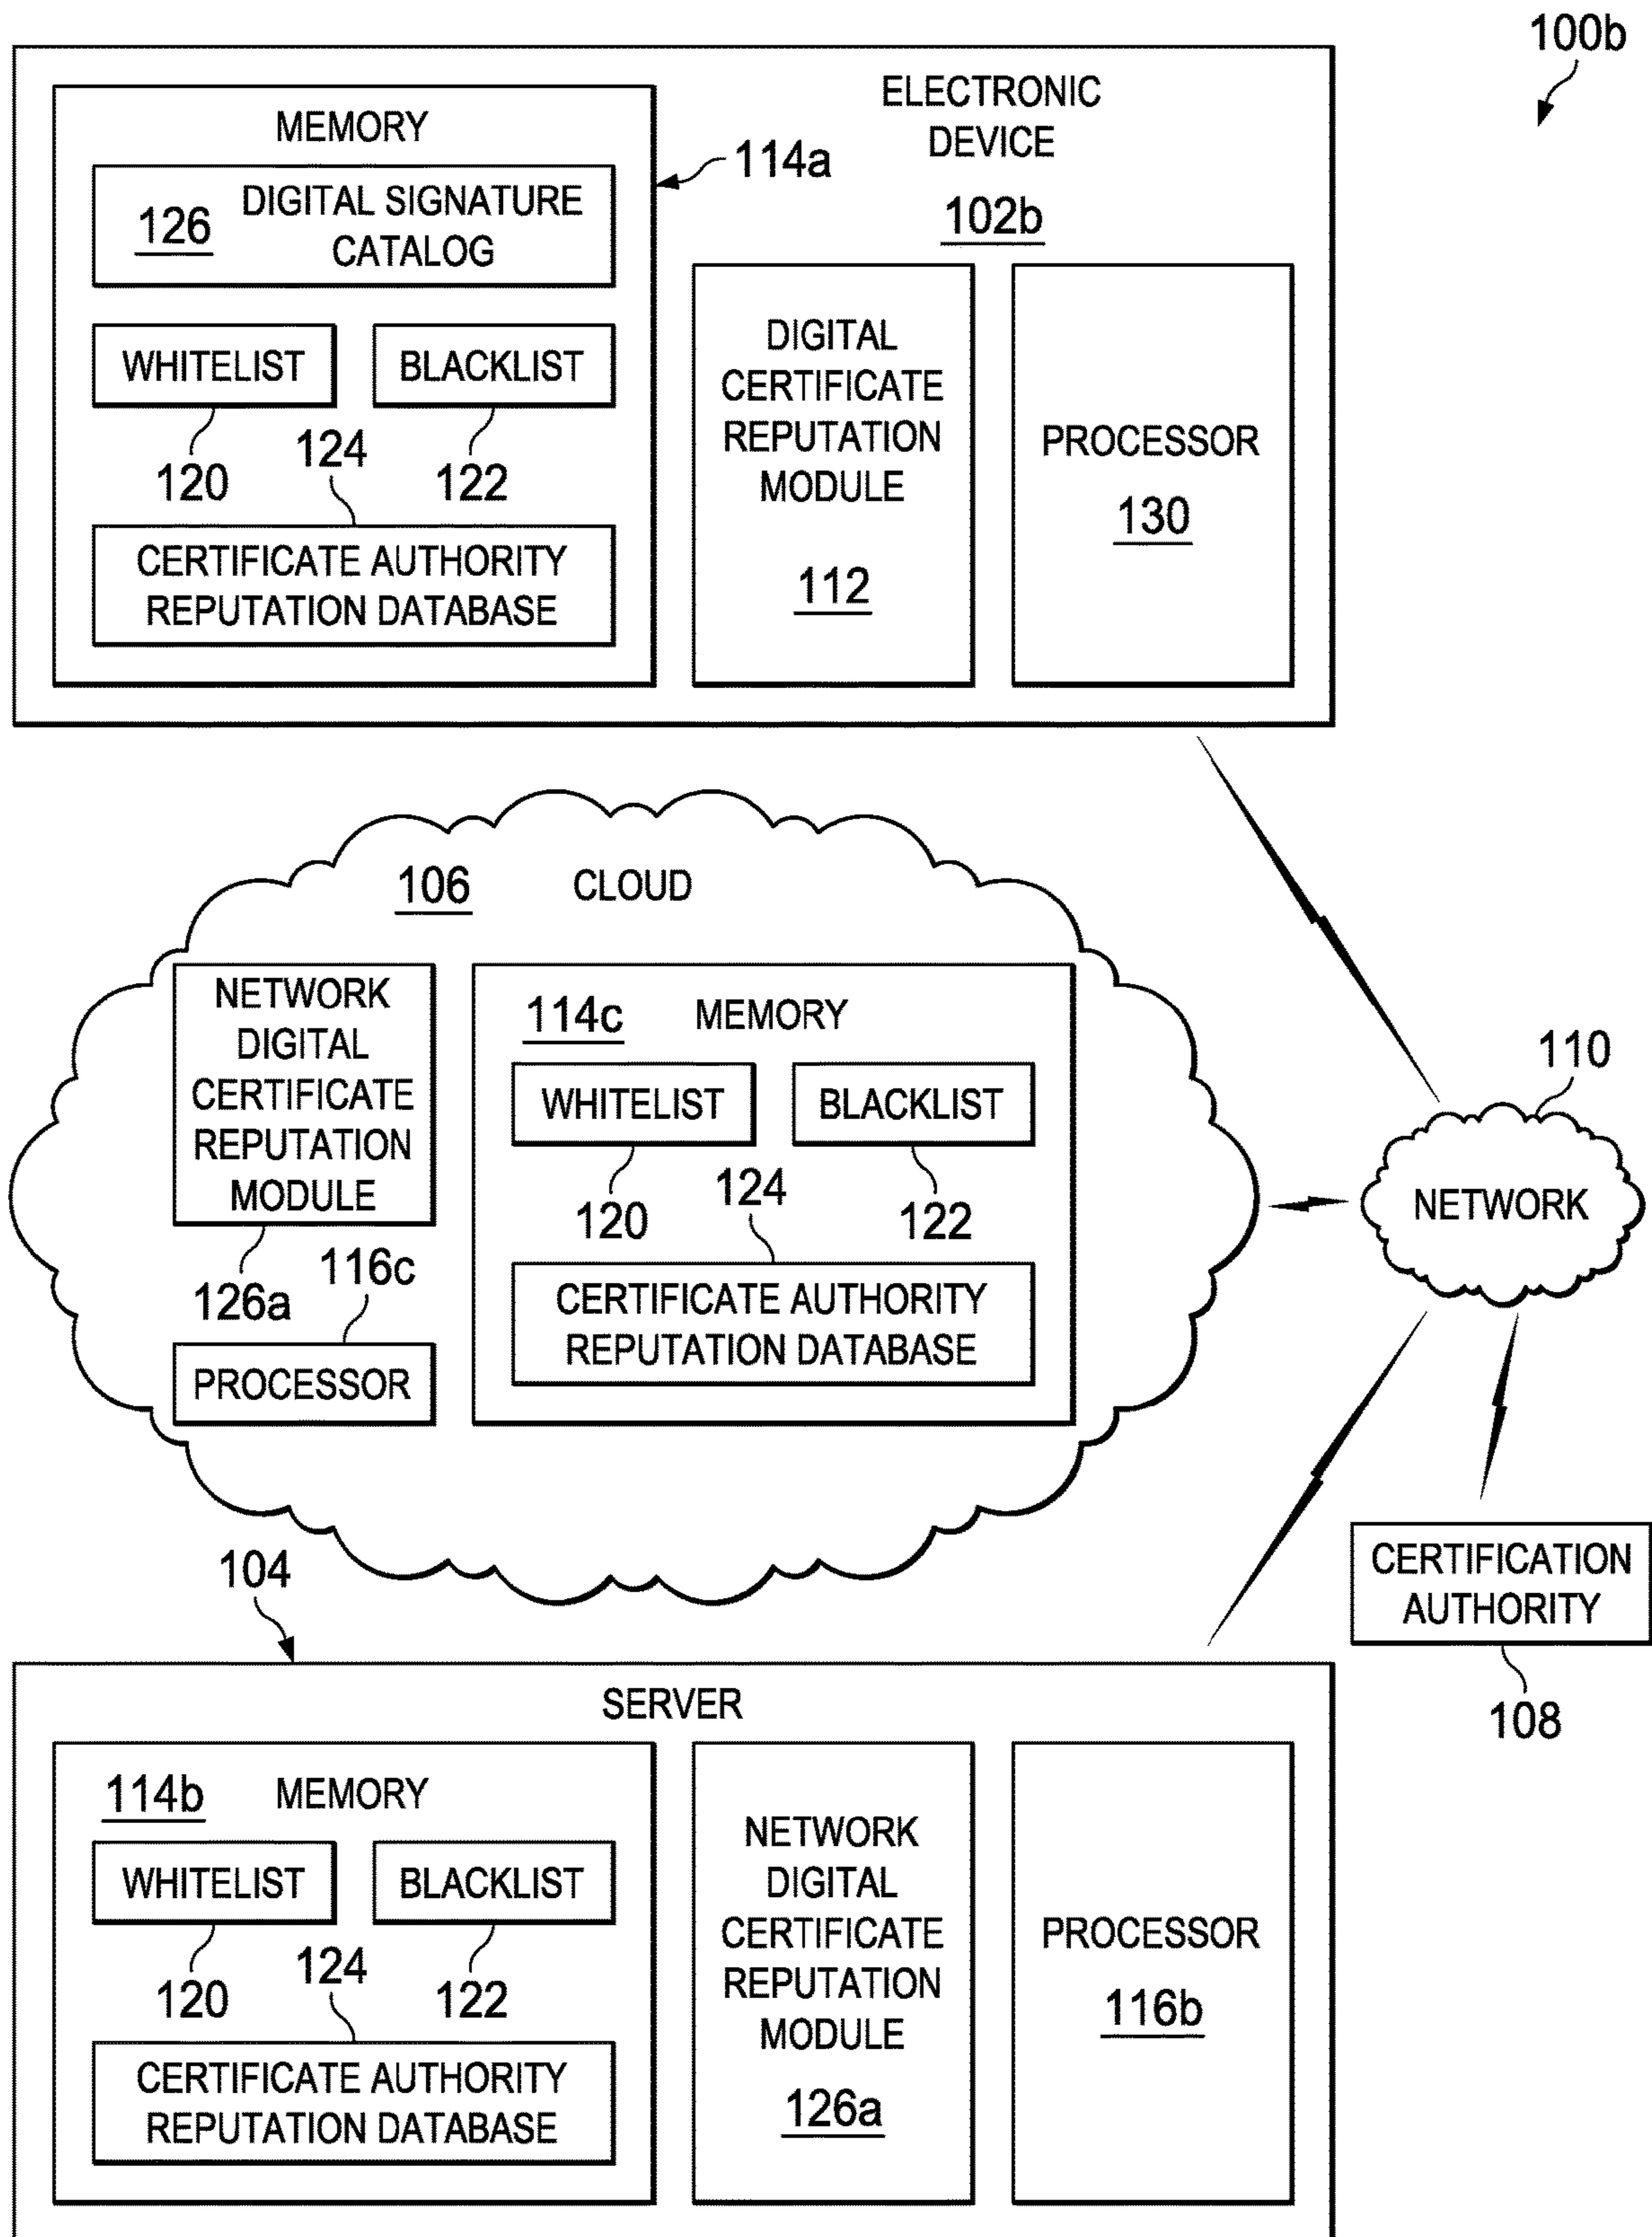 100b
ELECTRONIC
DEVICE
102b
MEMORY
114a
126
DIGITAL SIGNATURE
CATALOG
WHITELIST
BLACKLIST
120
124
122
CERTIFICATE AUTHORITY
REPUTATION DATABASE
DIGITAL
CERTIFICATE
REPUTATION
MODULE
112
PROCESSOR
130
106
CLOUD
NETWORK
DIGITAL
CERTIFICATE
REPUTATION
MODULE
126a
116c
PROCESSOR
114c
MEMORY
WHITELIST
BLACKLIST
120
124
122
CERTIFICATE AUTHORITY
REPUTATION DATABASE
110
NETWORK
CERTIFICATION
AUTHORITY
108
104
SERVER
114b
MEMORY
WHITELIST
BLACKLIST
120
124
122
CERTIFICATE AUTHORITY
REPUTATION DATABASE
NETWORK
DIGITAL
CERTIFICATE
REPUTATION
MODULE
126a
PROCESSOR
116b